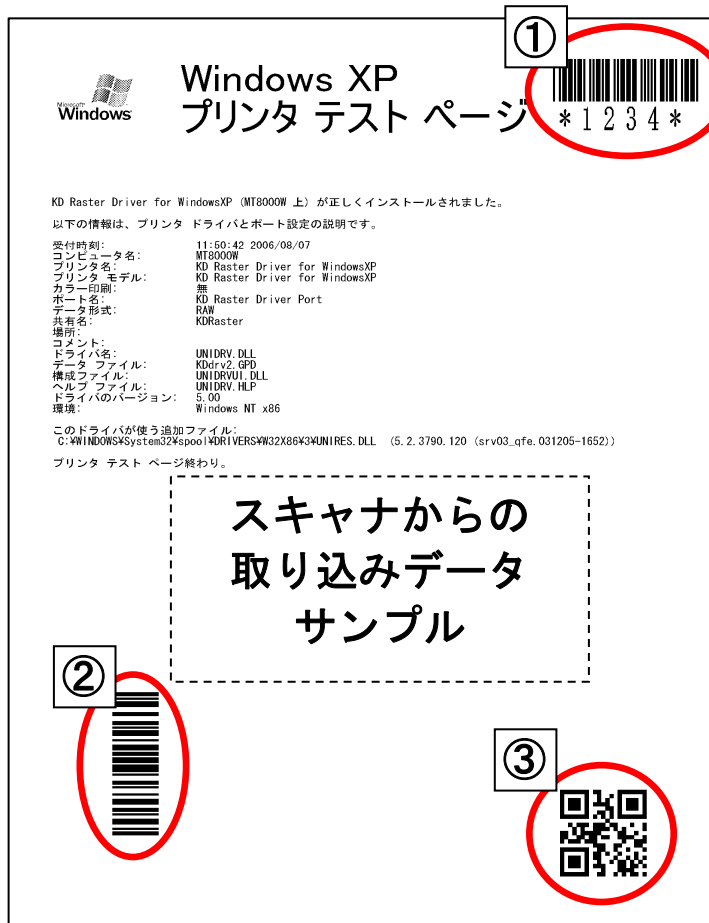 ①
Windows XP
プリンタ テスト ページ
*1234*
Microsoft
Windows
KD Raster Driver for WindowsXP (MT8000W 上) が正しくインストールされました。
以下の情報は、プリンタ ドライバとポート設定の説明です。
受付時刻: 11:50:42 2006/08/07
コンピュータ名: MT8000W
プリンタ名: KD Raster Driver for WindowsXP
プリンタ モデル: KD Raster Driver for WindowsXP
カラー印刷: 無
ポート名: KD Raster Driver Port
データ形式: RAW
共有名: KDRaster
場所:
コメント:
ドライバ名: UNIDRV.DLL
データ ファイル: KDdrv2.GPD
構成ファイル: UNIDRVUI.DLL
ヘルプ ファイル: UNIDRV.HLP
ドライバのバージョン: 5.00
環境: Windows NT x86
このドライバが使う追加ファイル:
C:¥WINDOWS¥System32¥spool¥DRIVERS¥W32X86¥3¥UNIRES.DLL (5.2.3790.120 (srv03_qfe.031205-1652))
プリンタ テスト ページ終わり。
スキャナからの
取り込みデータ
サンプル
②
③